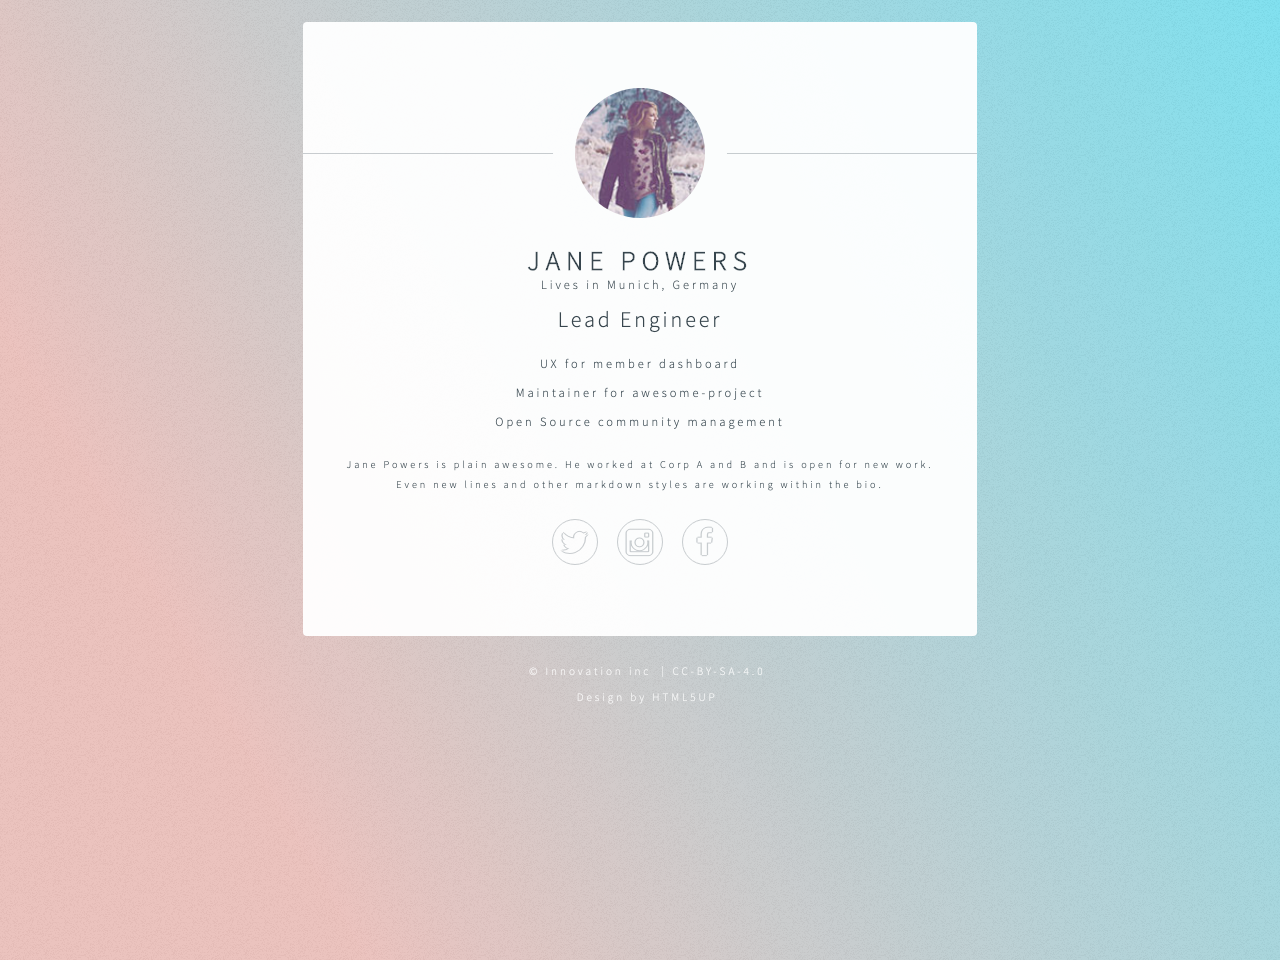 JANE POWERS
Lives in Munich, Germany
Lead Engineer
UX for member dashboard
Maintainer for awesome-project
Open Source community management
Jane Powers is plain awesome. He worked at Corp A and B and is open for new work.
Even new lines and other markdown styles are working within the bio.
© Innovation Inc | CC-BY-SA-4.0
Design by HTML5UP